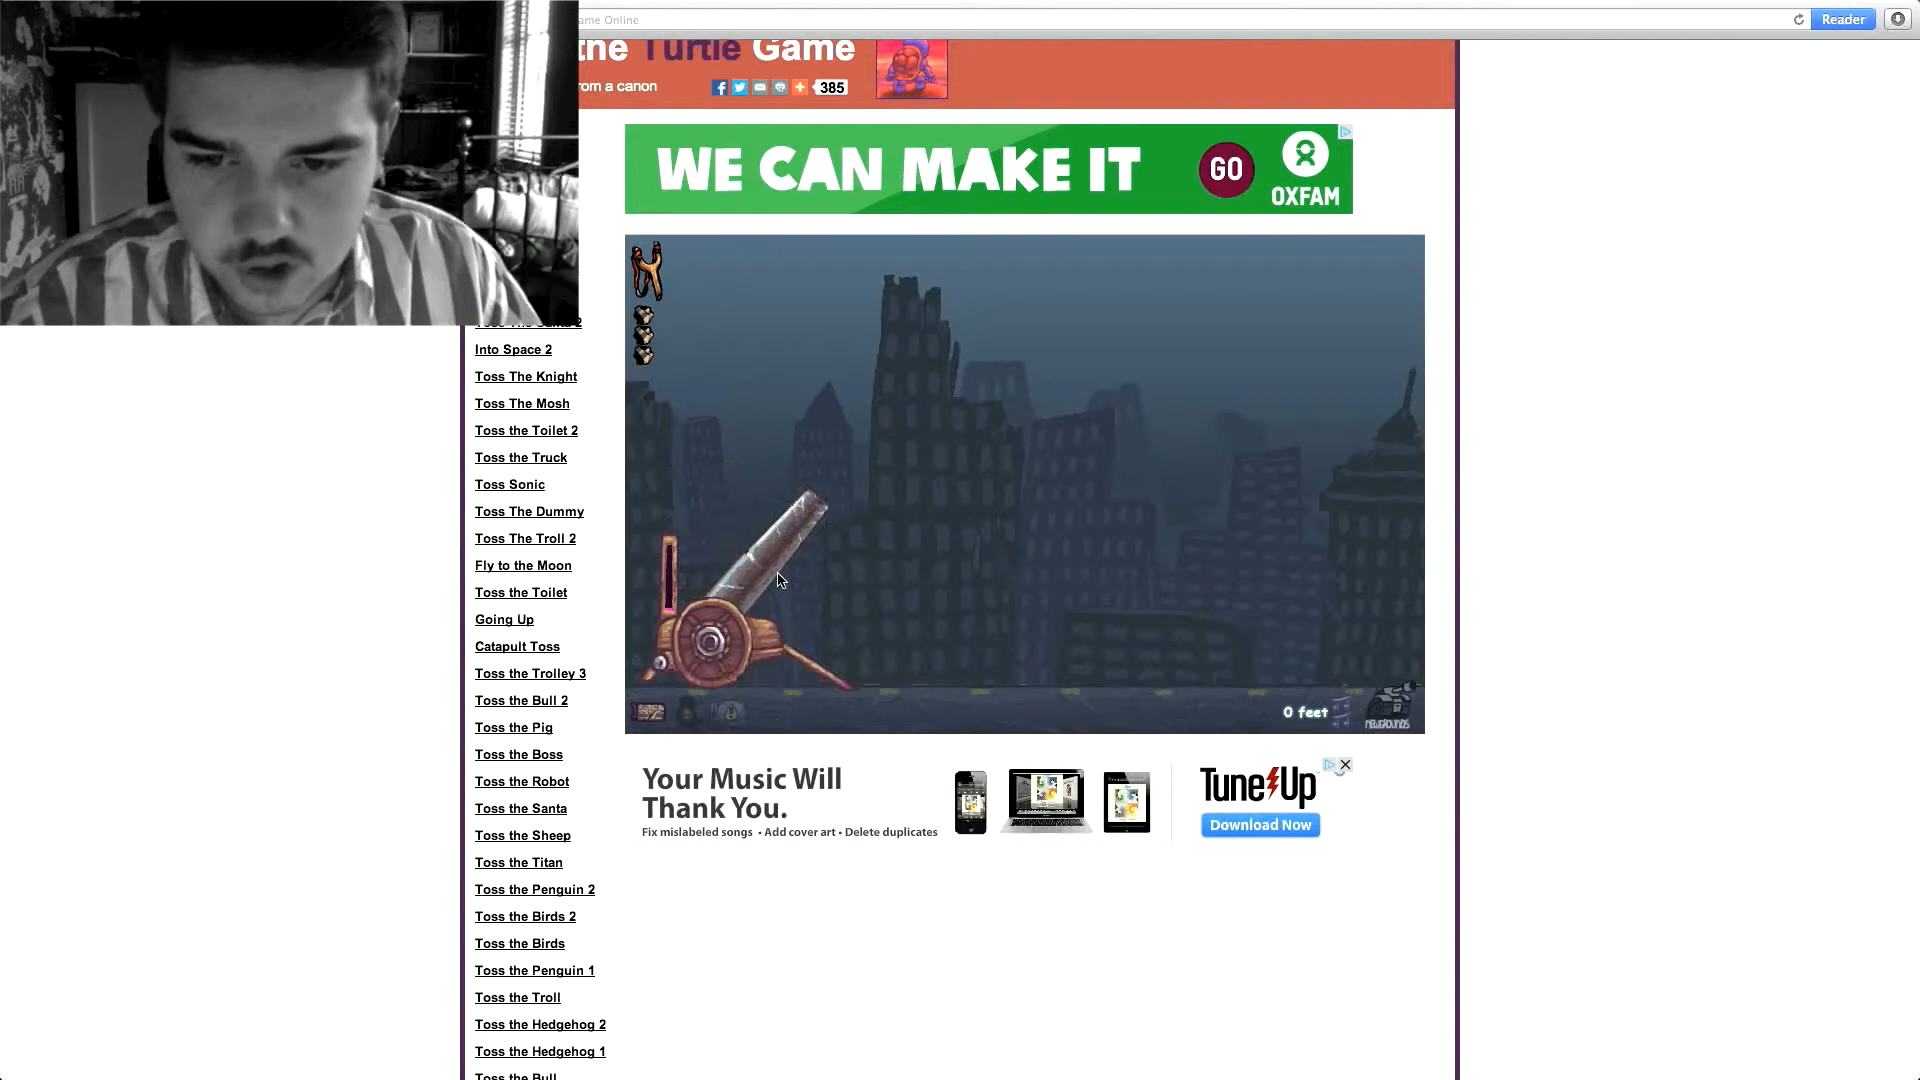 ame Online
Reader
the Turtle Game
rom a canon
385
WE CAN MAKE IT
GO
OXFAM
Into Space 2
Toss The Knight
Toss The Mosh
Toss the Toilet 2
Toss the Truck
Toss Sonic
Toss The Dummy
Toss The Troll 2
Fly to the Moon
Toss the Toilet
Going Up
Catapult Toss
Toss the Trolley 3
Toss the Bull 2
Toss the Pig
Toss the Boss
Toss the Robot
Toss the Santa
Toss the Sheep
Toss the Titan
Toss the Penguin 2
Toss the Birds 2
Toss the Birds
Toss the Penguin 1
Toss the Troll
Toss the Hedgehog 2
Toss the Hedgehog 1
Toss the Bull
0 feet
NEWGROUNDS
Your Music Will
Thank You.
Fix mislabeled songs • Add cover art • Delete duplicates
TuneUp
Download Now